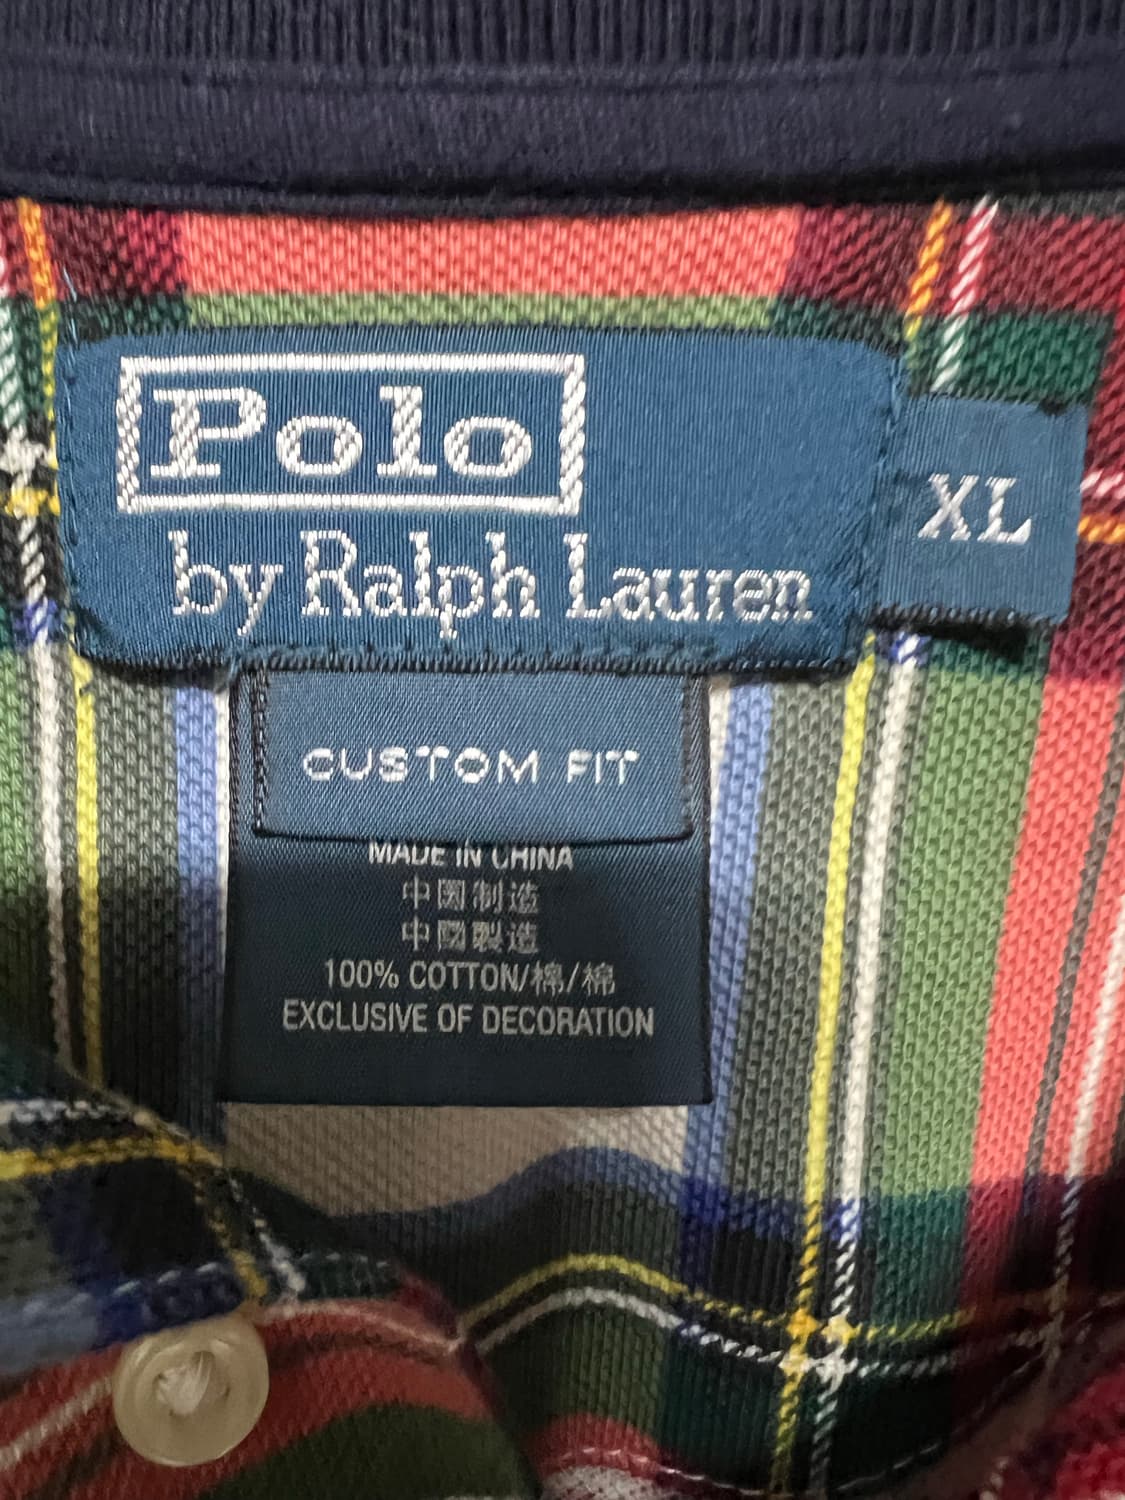 Polo
by Ralph Lauren
XL
CUSTOM FIT
MADE IN CHINA
中国制造
中國製造
100% COTTON/棉/棉
EXCLUSIVE OF DECORATION